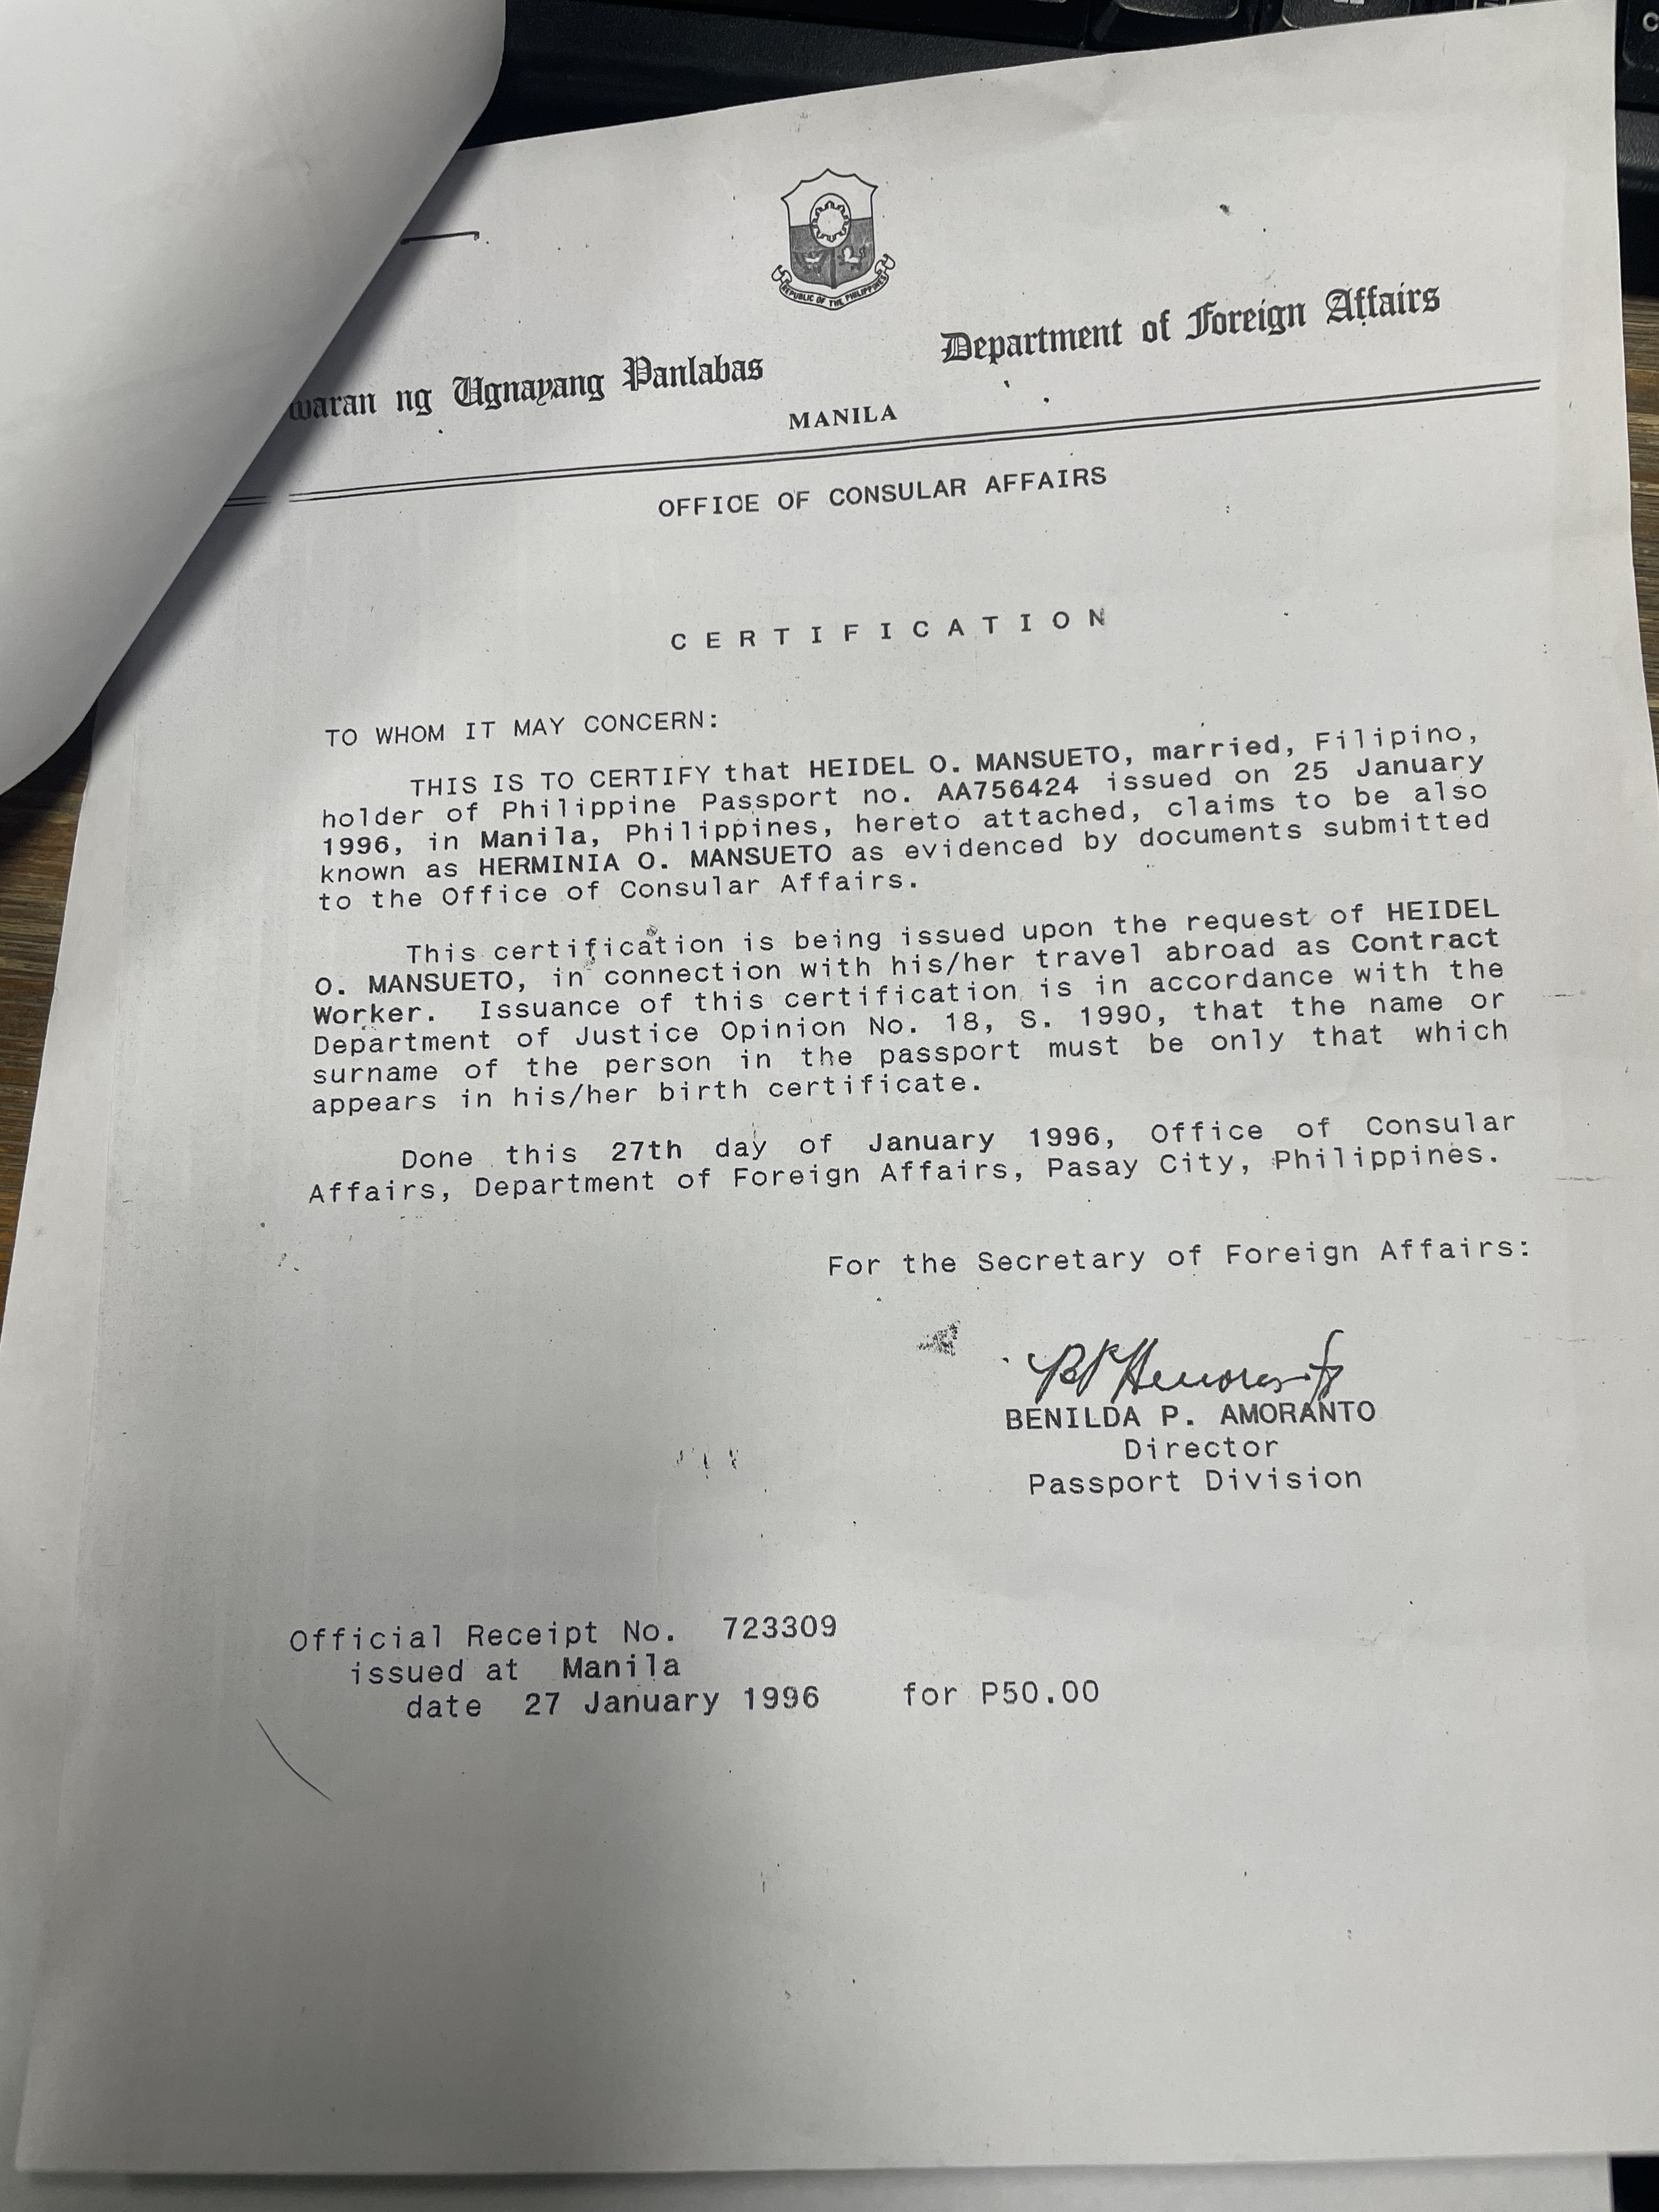 REPUBLIC OF THE PHILIPPINES
waran ng Ugnayang Panlabas
Department of Foreign Affairs
MANILA
OFFICE OF CONSULAR AFFAIRS
CERTIFICATION
TO WHOM IT MAY CONCERN:
THIS IS TO CERTIFY that HEIDEL O. MANSUETO, married, Filipino,
holder of Philippine Passport no. AA756424 issued on 25 January
1996, in Manila, Philippines, hereto attached, claims to be also
known as HERMINIA O. MANSUETO as evidenced by documents submitted
to the Office of Consular Affairs.
This certification is being issued upon the request of HEIDEL
O. MANSUETO, in connection with his/her travel abroad as Contract
Worker. Issuance of this certification is in accordance with the
Department of Justice Opinion No. 18, S. 1990, that the name or
surname of the person in the passport must be only that which
appears in his/her birth certificate.
Done this 27th day of January 1996, Office of Consular
Affairs, Department of Foreign Affairs, Pasay City, Philippines.
For the Secretary of Foreign Affairs:
BENILDA P. AMORANTO
Director
Passport Division
Official Receipt No. 723309
issued at Manila
date 27 January 1996 for P50.00